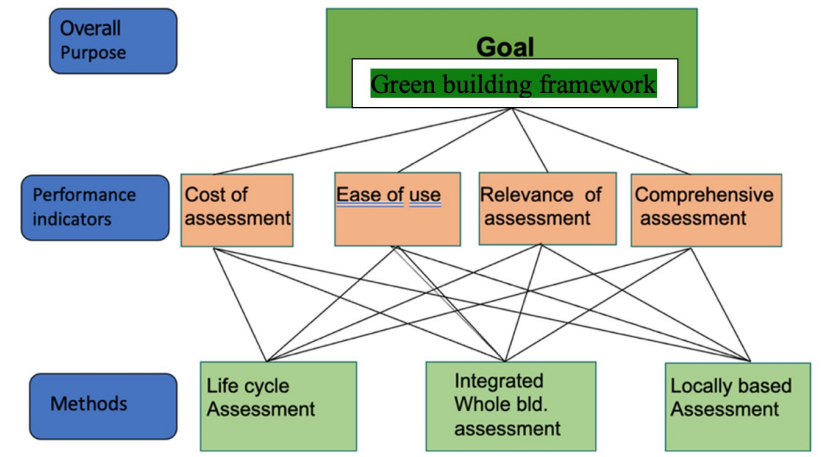 Overall
Purpose
Goal
Green building framework
Performance
indicators
Cost of
assessment
Ease of use
Relevance of
assessment
Comprehensive
assessment
Methods
Life cycle
Assessment
Integrated
Whole bld.
assessment
Locally based
Assessment